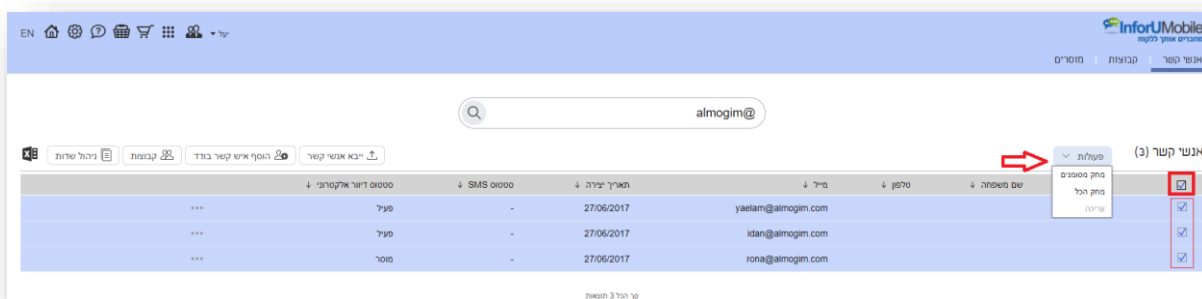 InforUMobile
מחברים אותך ללקוח
יעל
EN
אנשי קשר | קבוצות | מוסרים
almogim@
אנשי קשר (3)
פעולות
ייבא אנשי קשר
הוסף איש קשר בודד
קבוצות
ניהול שדות
מחק מסומנים
מחק הכל
עריכה
שם משפחה ↓ טלפון ↓ מייל ↓ תאריך יצירה ↓ סטטוס SMS ↓ סטטוס דיוור אלקטרוני ↓
yaelam@almogim.com 27/06/2017 - פעיל
idan@almogim.com 27/06/2017 - פעיל
rona@almogim.com 27/06/2017 - מוסר
סך הכל 3 תוצאות